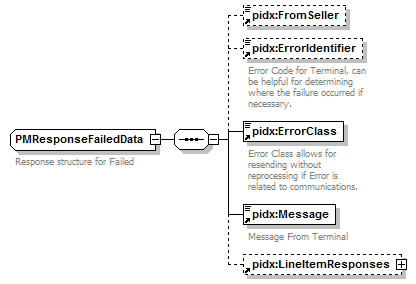 pidx:FromSeller
pidx:ErrorIdentifier
Error Code for Terminal, can
be helpful for determining
where the failure occurred if
necessary.
PMResponseFailedData
Response structure for Failed
pidx:ErrorClass
Error Class allows for
resending without
reprocessing if Error is
related to communications.
pidx:Message
Message From Terminal
pidx:LineItemResponses